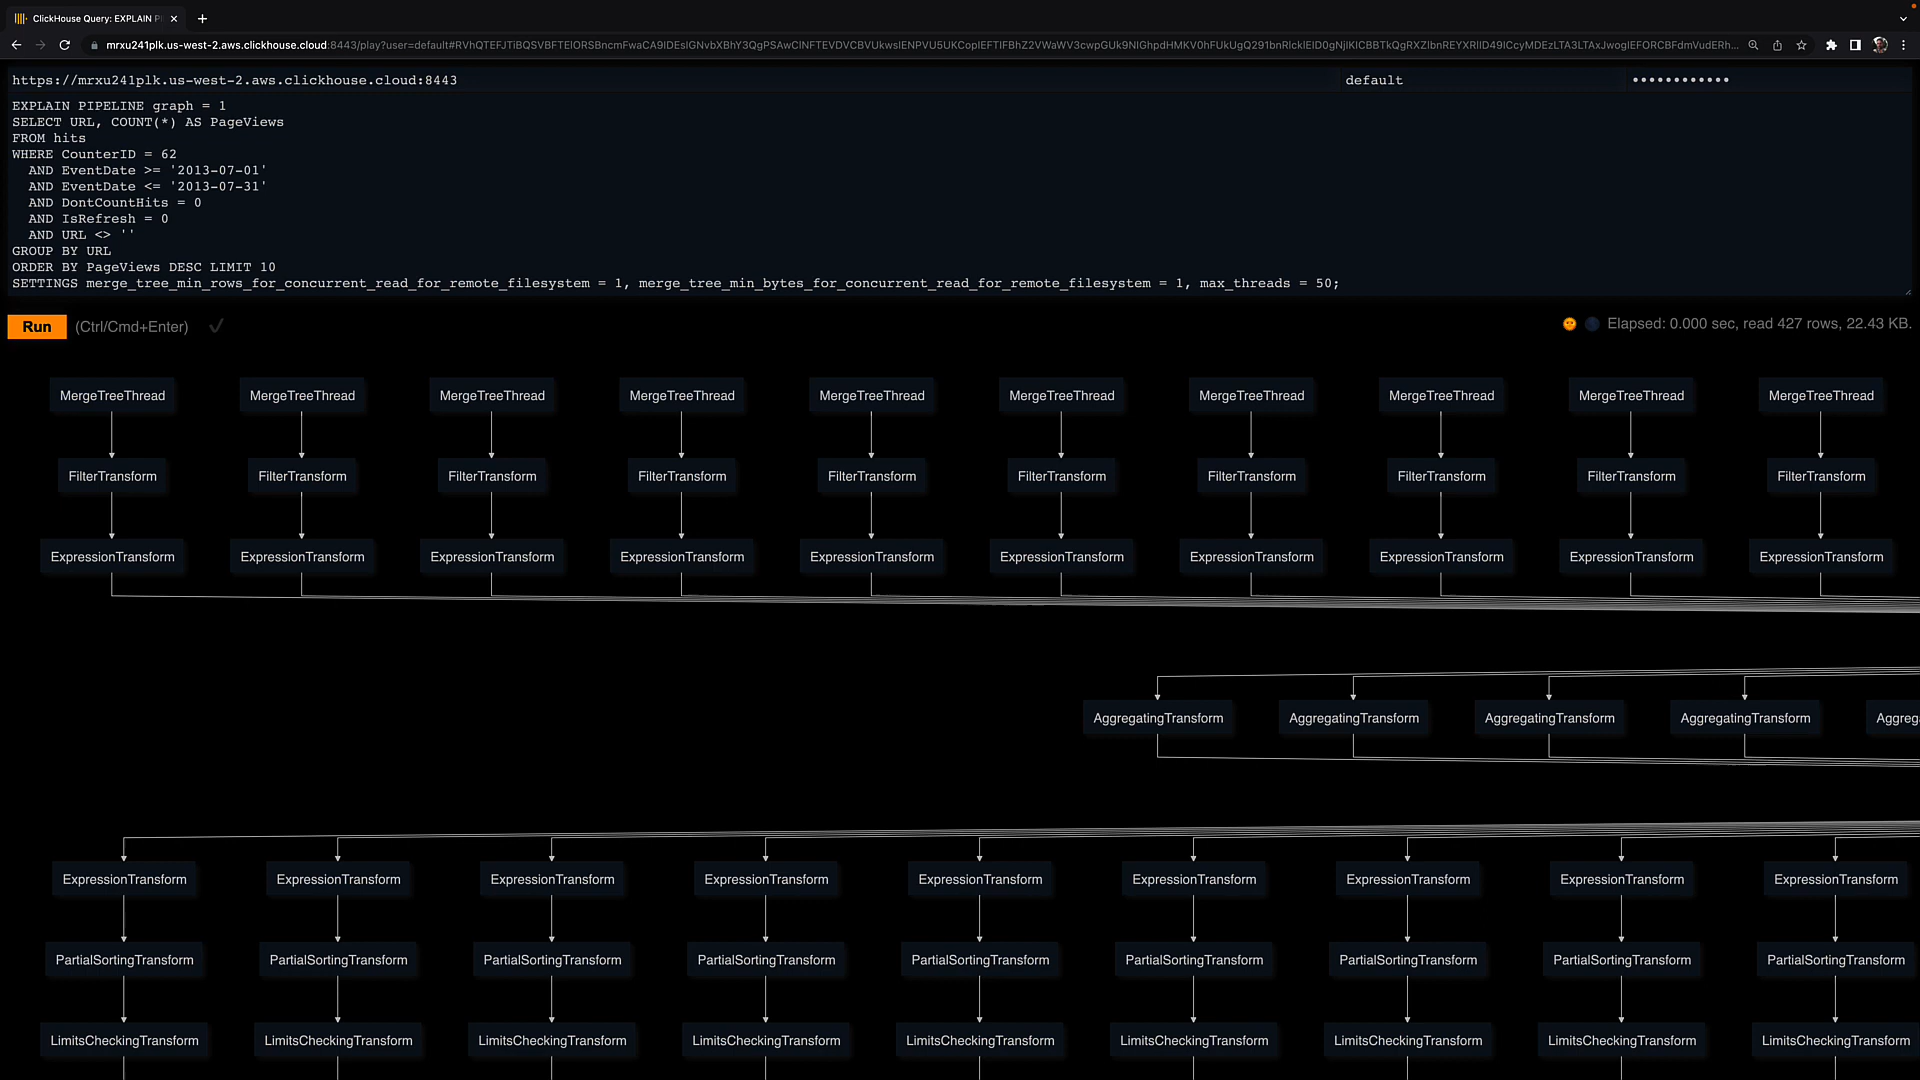 ClickHouse Query: EXPLAIN P
mrxu241plk.us-west-2.aws.clickhouse.cloud:8443/play?user=default
https://mrxu241plk.us-west-2.aws.clickhouse.cloud:8443 default ••••••••••••
EXPLAIN PIPELINE graph = 1
SELECT URL, COUNT(*) AS PageViews
FROM hits
WHERE CounterID = 62
AND EventDate >= '2013-07-01'
AND EventDate <= '2013-07-31'
AND DontCountHits = 0
AND IsRefresh = 0
AND URL <> ''
GROUP BY URL
ORDER BY PageViews DESC LIMIT 10
SETTINGS merge_tree_min_rows_for_concurrent_read_for_remote_filesystem = 1, merge_tree_min_bytes_for_concurrent_read_for_remote_filesystem = 1, max_threads = 50;
Run (Ctrl/Cmd+Enter) ✓ Elapsed: 0.000 sec, read 427 rows, 22.43 KB.
MergeTreeThread MergeTreeThread MergeTreeThread MergeTreeThread MergeTreeThread MergeTreeThread MergeTreeThread MergeTreeThread MergeTreeThread MergeTreeThread
FilterTransform FilterTransform FilterTransform FilterTransform FilterTransform FilterTransform FilterTransform FilterTransform FilterTransform FilterTransform
ExpressionTransform ExpressionTransform ExpressionTransform ExpressionTransform ExpressionTransform ExpressionTransform ExpressionTransform ExpressionTransform ExpressionTransform ExpressionTransform
AggregatingTransform AggregatingTransform AggregatingTransform AggregatingTransform Aggreg
ExpressionTransform ExpressionTransform ExpressionTransform ExpressionTransform ExpressionTransform ExpressionTransform ExpressionTransform ExpressionTransform ExpressionTransform
PartialSortingTransform PartialSortingTransform PartialSortingTransform PartialSortingTransform PartialSortingTransform PartialSortingTransform PartialSortingTransform PartialSortingTransform PartialSortingTransform
LimitsCheckingTransform LimitsCheckingTransform LimitsCheckingTransform LimitsCheckingTransform LimitsCheckingTransform LimitsCheckingTransform LimitsCheckingTransform LimitsCheckingTransform LimitsCheckingTransform